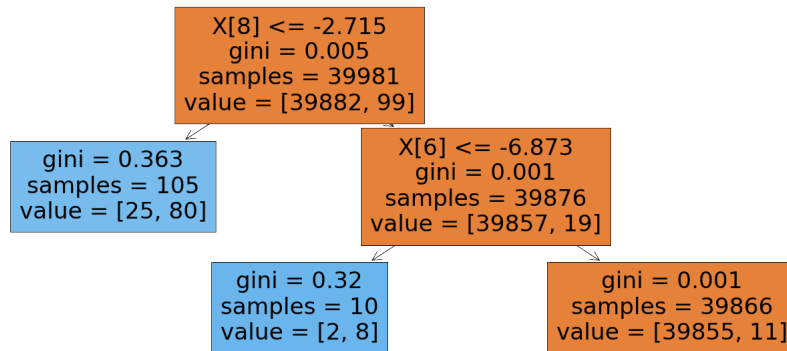 X[8] <= -2.715
gini = 0.005
samples = 39981
value = [39882, 99]
gini = 0.363
samples = 105
value = [25, 80]
X[6] <= -6.873
gini = 0.001
samples = 39876
value = [39857, 19]
gini = 0.32
samples = 10
value = [2, 8]
gini = 0.001
samples = 39866
value = [39855, 11]